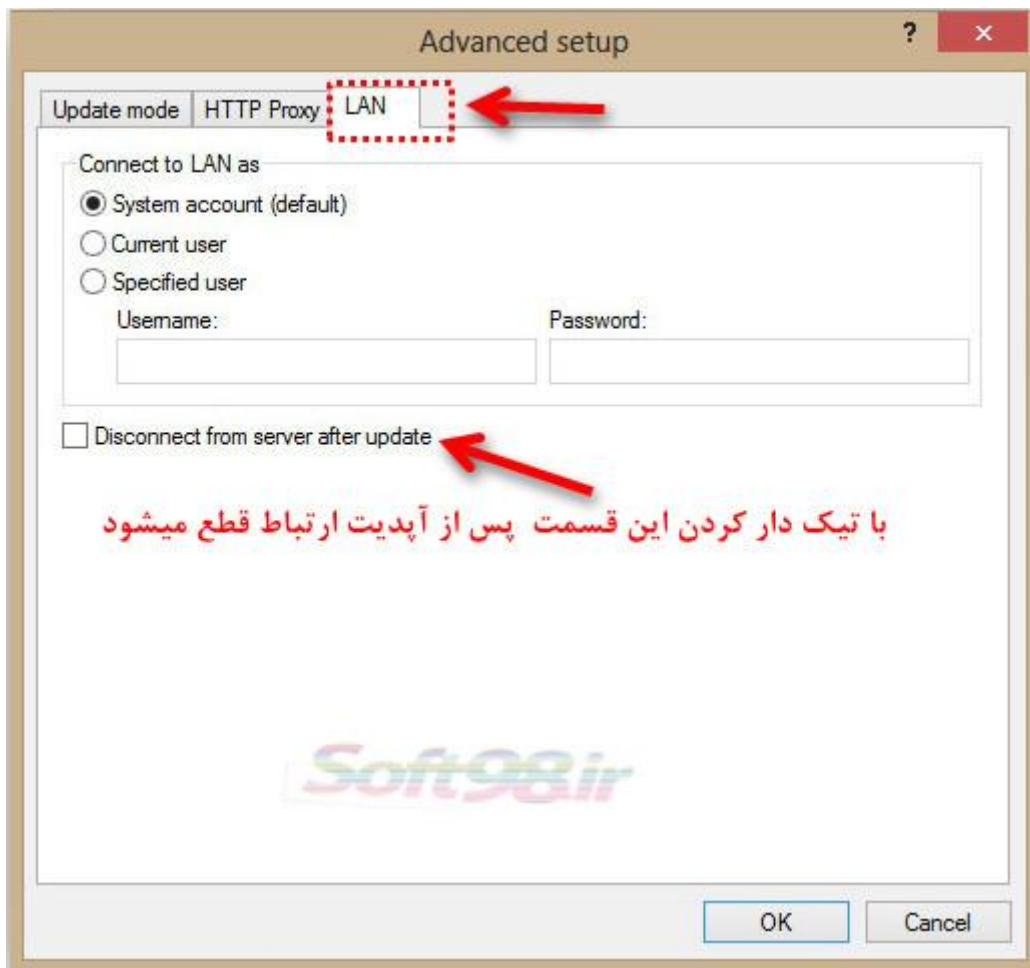 Advanced setup
?
×
Update mode HTTP Proxy LAN
Connect to LAN as
System account (default)
Current user
Specified user
Username: Password:
Disconnect from server after update
با تیک دار کردن این قسمت پس از آپدیت ارتباط قطع میشود
Soft98.ir
OK Cancel